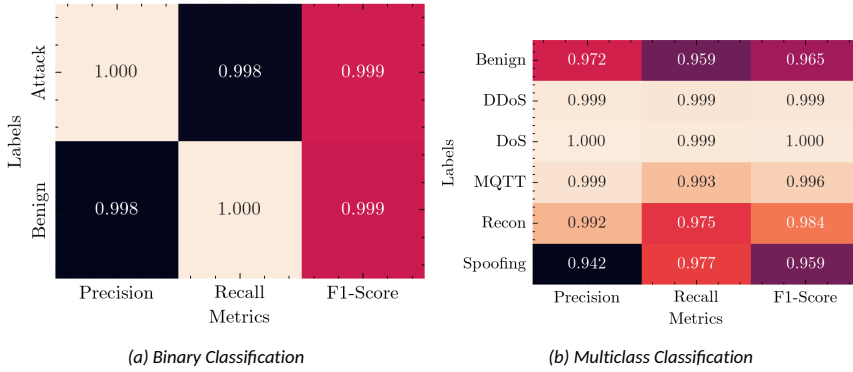 Labels
Attack 1.000 0.998 0.999
Benign 0.998 1.000 0.999
Precision Recall F1-Score
Metrics
(a) Binary Classification
Labels
Benign 0.972 0.959 0.965
DDoS 0.999 0.999 0.999
DoS 1.000 0.999 1.000
MQTT 0.999 0.993 0.996
Recon 0.992 0.975 0.984
Spoofing 0.942 0.977 0.959
Precision Recall F1-Score
Metrics
(b) Multiclass Classification